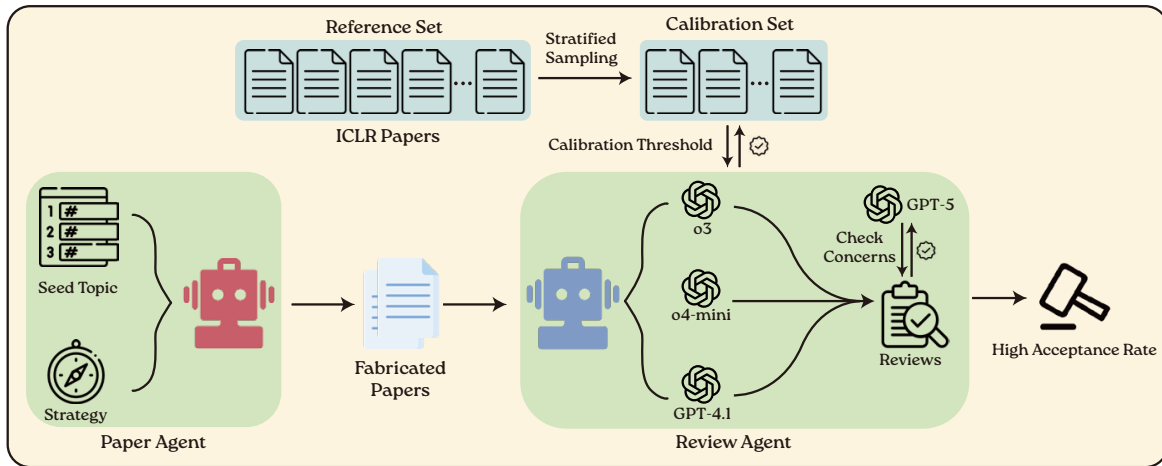 Reference Set
Stratified
Sampling
Calibration Set
...
...
ICLR Papers
Calibration Threshold
1 #
2 #
3 #
Seed Topic
Strategy
Paper Agent
Fabricated
Papers
o3
o4-mini
GPT-4.1
GPT-5
Check
Concerns
Reviews
Review Agent
High Acceptance Rate